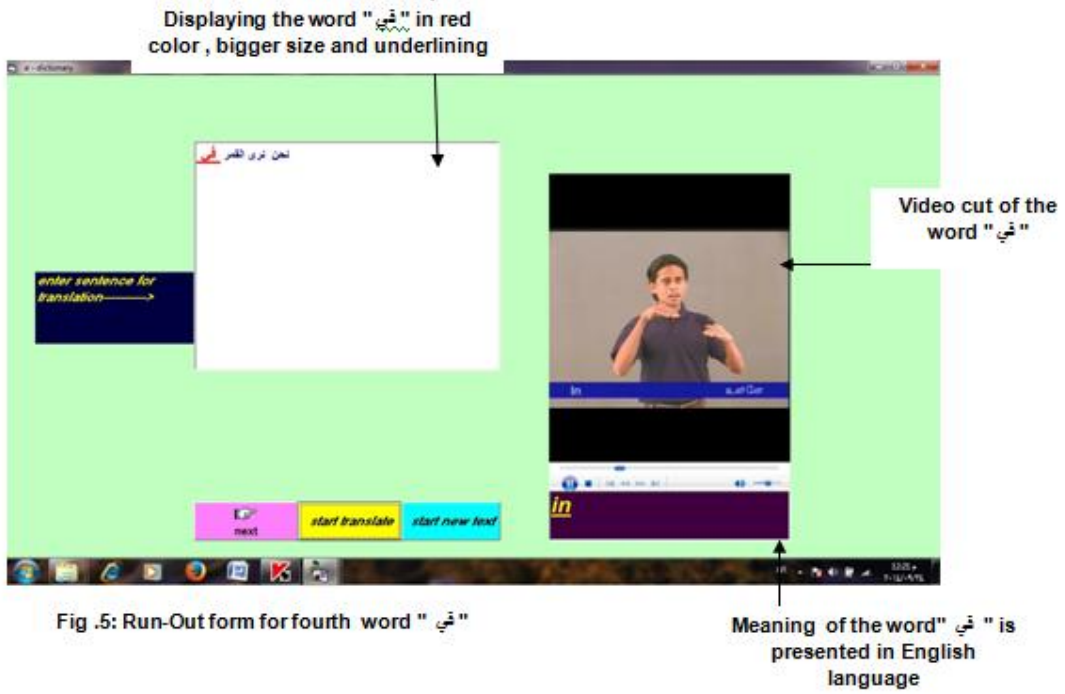 Displaying the word " في " in red
color , bigger size and underlining
e - dictionary
نحن نرى القمر في
Video cut of the
word " في "
enter sentence for
translation---------->
In
in
next
start translate
start new text
Fig .5: Run-Out form for fourth word " في "
Meaning of the word" في " is
presented in English
language